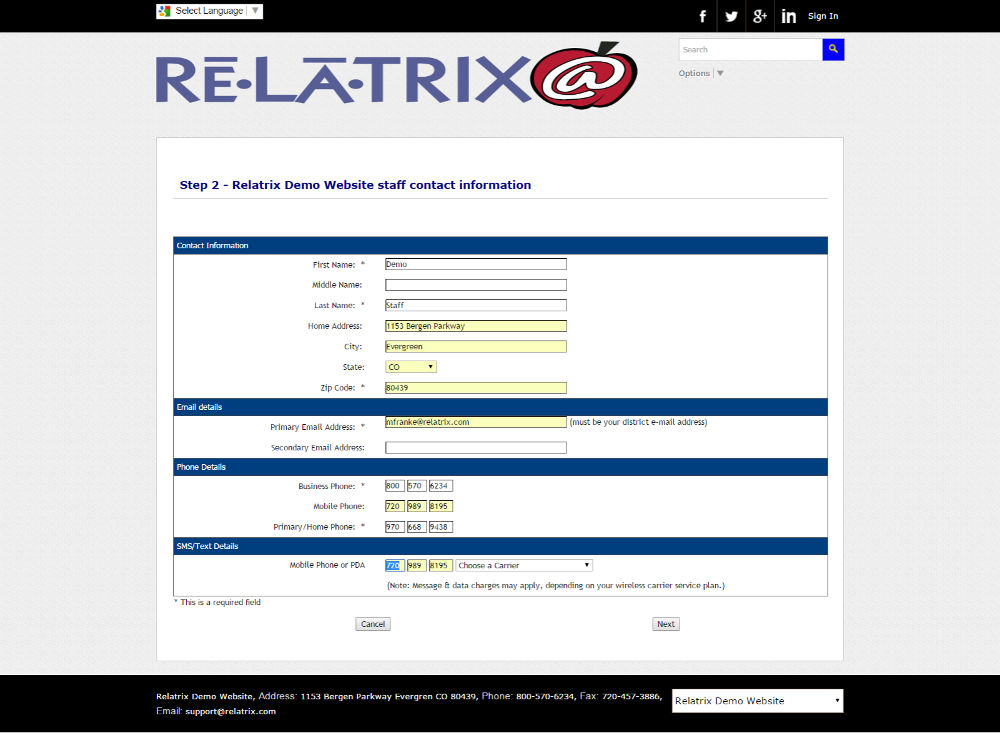 Select Language ▼
f g+ in Sign In
RĒ•LĀ•TRIX@
Search
Options ▼
Step 2 - Relatrix Demo Website staff contact information
Contact Information
First Name: * Demo
Middle Name:
Last Name: * Staff
Home Address: 1153 Bergen Parkway
City: Evergreen
State: CO ▼
Zip Code: * 80439
Email details
Primary Email Address: * mfranke@relatrix.com (must be your district e-mail address)
Secondary Email Address:
Phone Details
Business Phone: * 800 570 6234
Mobile Phone: 720 989 8195
Primary/Home Phone: * 970 668 9438
SMS/Text Details
Mobile Phone or PDA 720 989 8195 Choose a Carrier ▼
(Note: Message & data charges may apply, depending on your wireless carrier service plan.)
* This is a required field
Cancel Next
Relatrix Demo Website, Address: 1153 Bergen Parkway Evergren CO 80439, Phone: 800-570-6234, Fax: 720-457-3886,
Email: support@relatrix.com
Relatrix Demo Website ▼